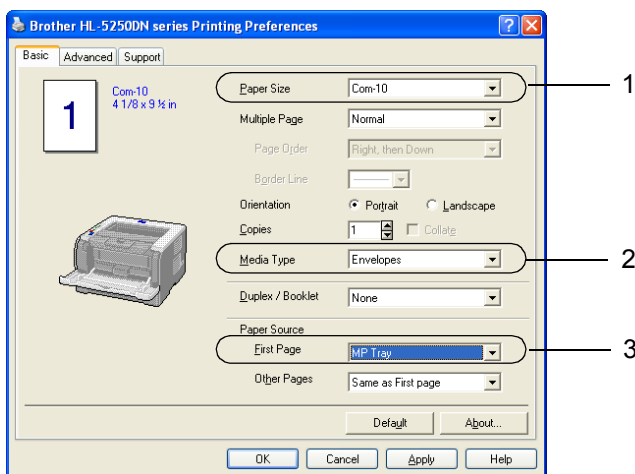 Brother HL-5250DN series Printing Preferences
Basic Advanced Support
1
Com-10
4 1/8 x 9 ½ in
Paper Size Com-10 1
Multiple Page Normal
Page Order Right, then Down
Border Line
Orientation Portrait Landscape
Copies 1 Collate
Media Type Envelopes 2
Duplex / Booklet None
Paper Source
First Page MP Tray 3
Other Pages Same as First page
Default About...
OK Cancel Apply Help